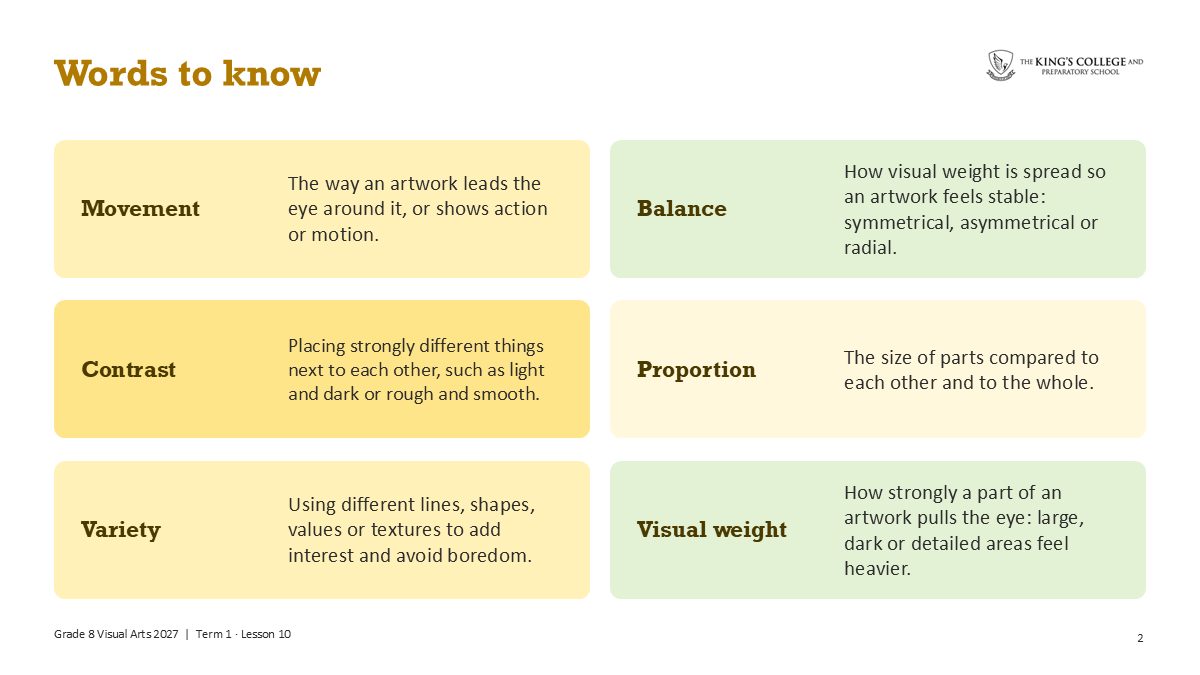 Words to know
THE KING'S COLLEGE AND
PREPARATORY SCHOOL
Movement
The way an artwork leads the
eye around it, or shows action
or motion.
Balance
How visual weight is spread so
an artwork feels stable:
symmetrical, asymmetrical or
radial.
Contrast
Placing strongly different things
next to each other, such as light
and dark or rough and smooth.
Proportion
The size of parts compared to
each other and to the whole.
Variety
Using different lines, shapes,
values or textures to add
interest and avoid boredom.
Visual weight
How strongly a part of an
artwork pulls the eye: large,
dark or detailed areas feel
heavier.
Grade 8 Visual Arts 2027 | Term 1 · Lesson 10
2